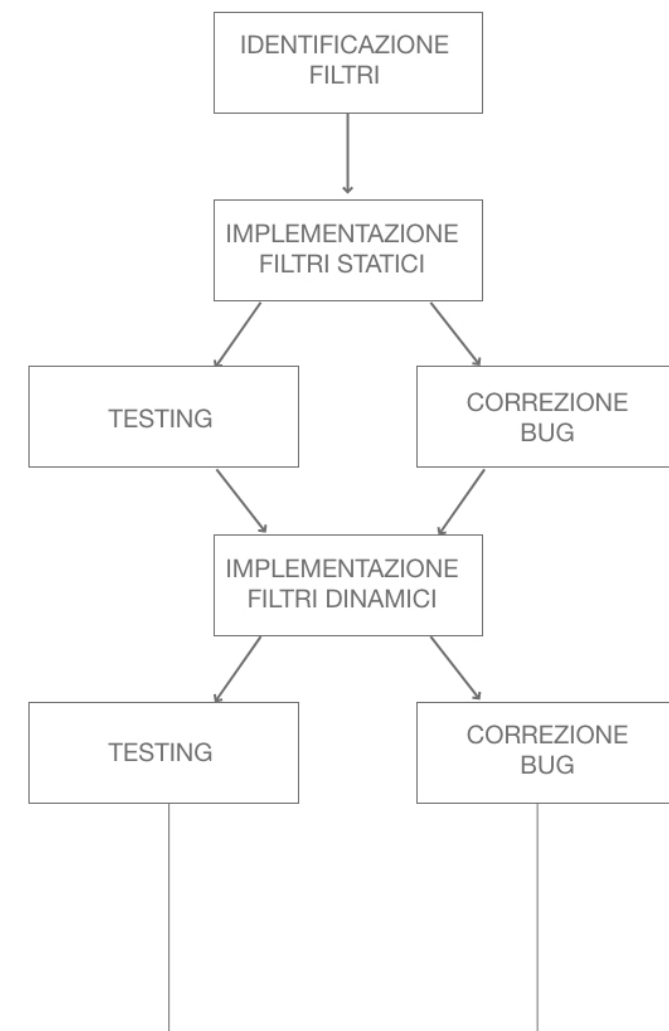 IDENTIFICAZIONE
FILTRI
IMPLEMENTAZIONE
FILTRI STATICI
TESTING
CORREZIONE
BUG
IMPLEMENTAZIONE
FILTRI DINAMICI
TESTING
CORREZIONE
BUG